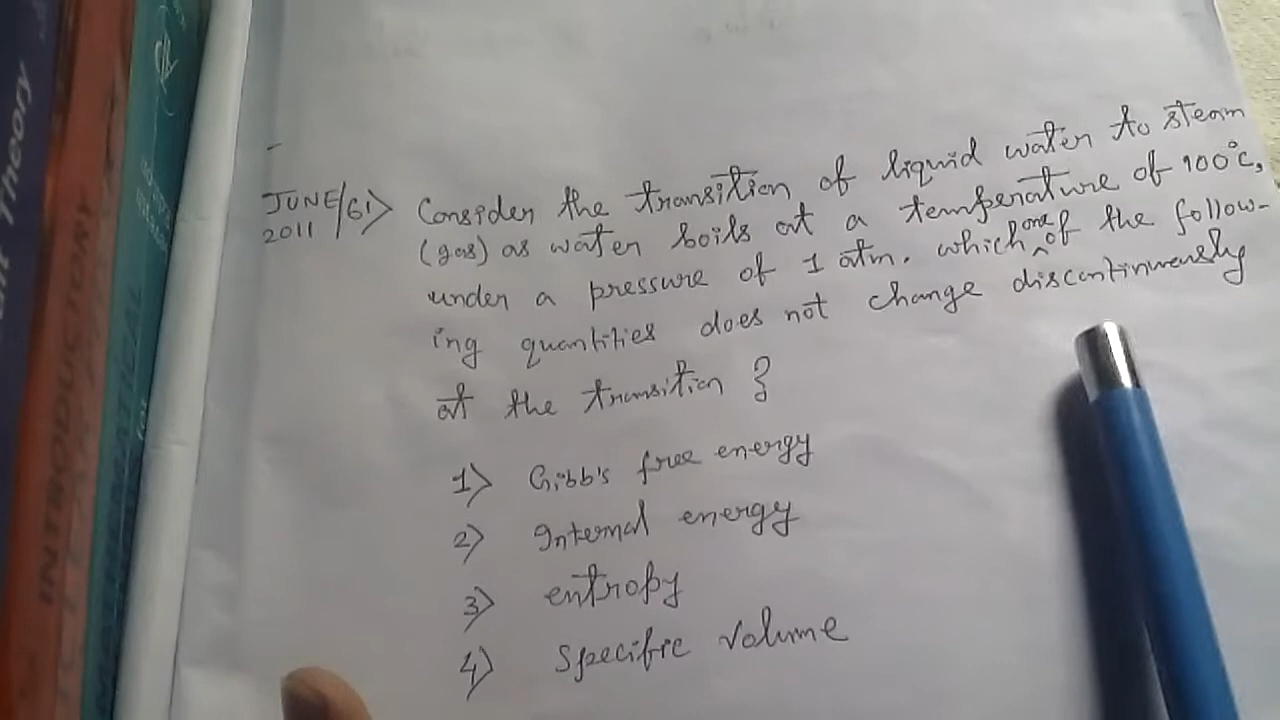 Theory
INTRODUCTORY
JUNE/61> Consider the transition of liquid water to steam
2011 (gas) as water boils at a temperature of 100°C,
under a pressure of 1 atm. which one of the follow-
ing quantities does not change discontinuously
at the transition ?
1> Gibb's free energy
2> Internal energy
3> entropy
4> Specific volume